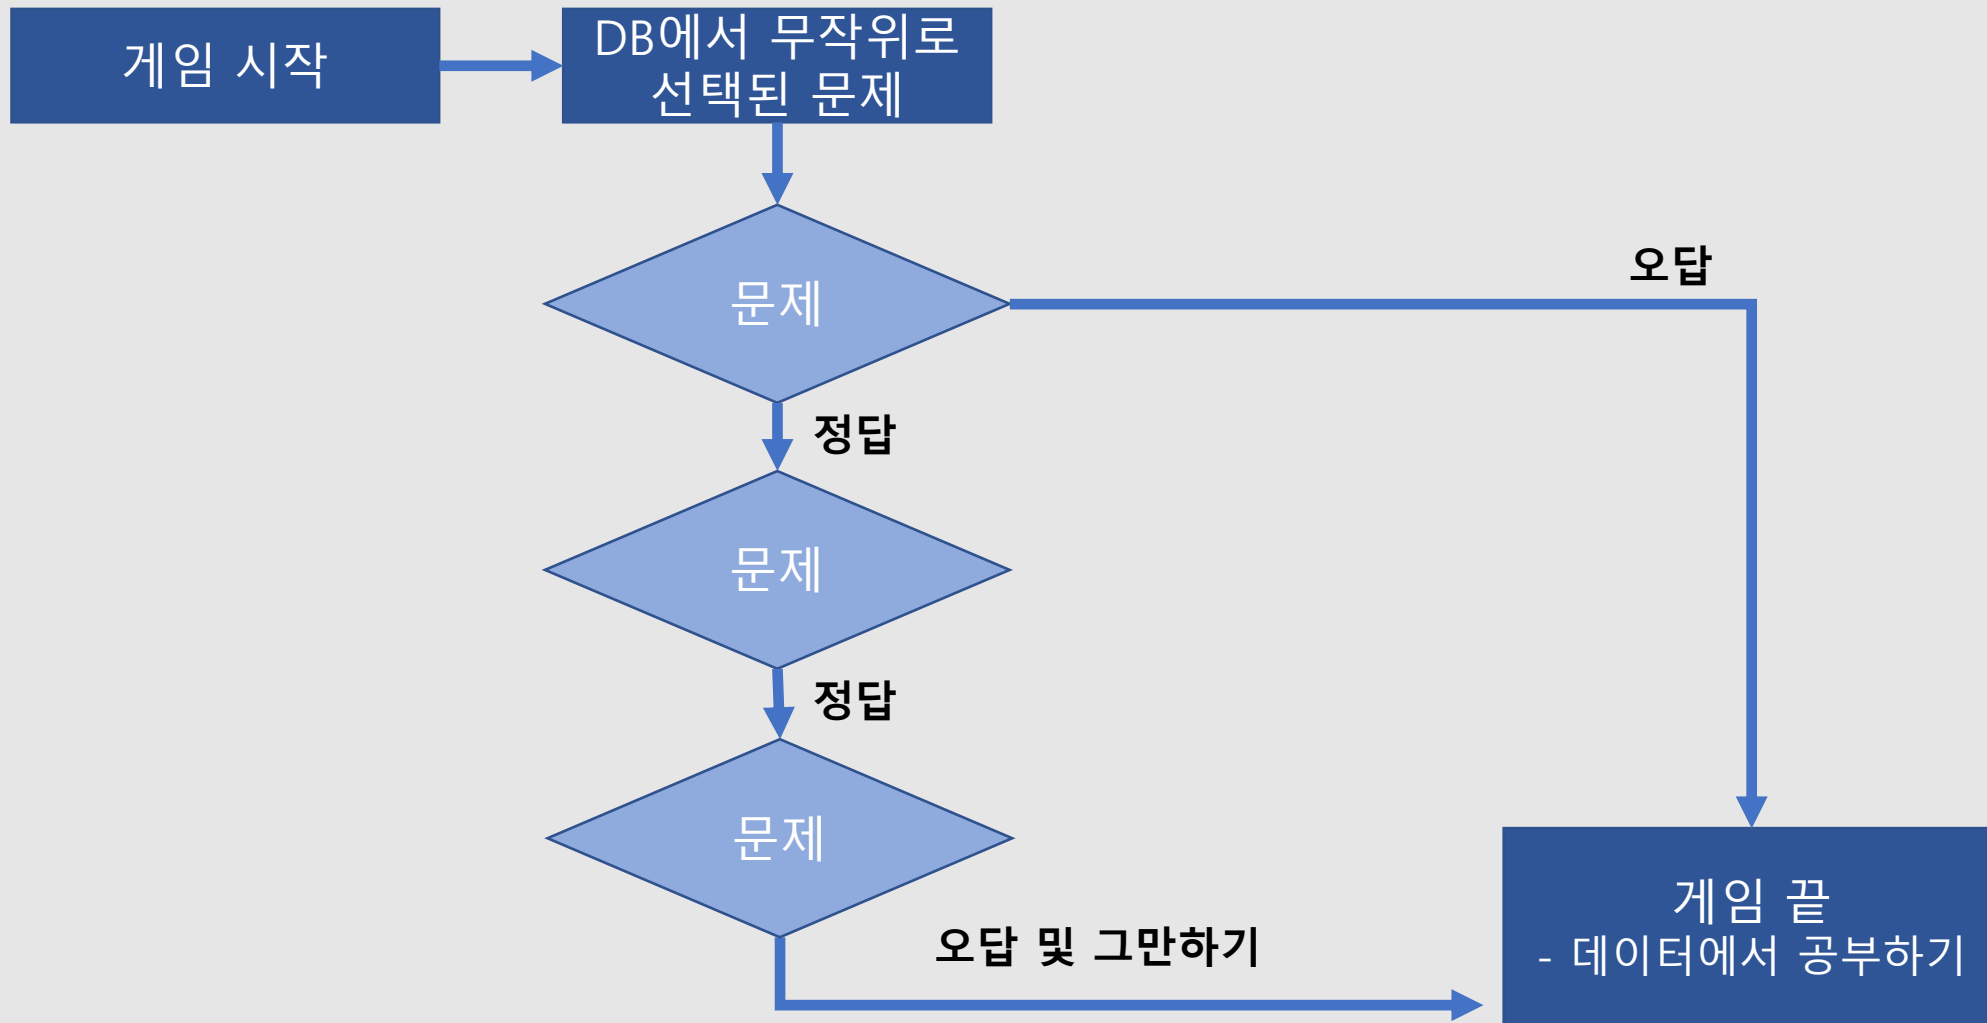 게임 시작
DB에서 무작위로
선택된 문제
문제
오답
정답
문제
정답
문제
오답 및 그만하기
게임 끝
- 데이터에서 공부하기